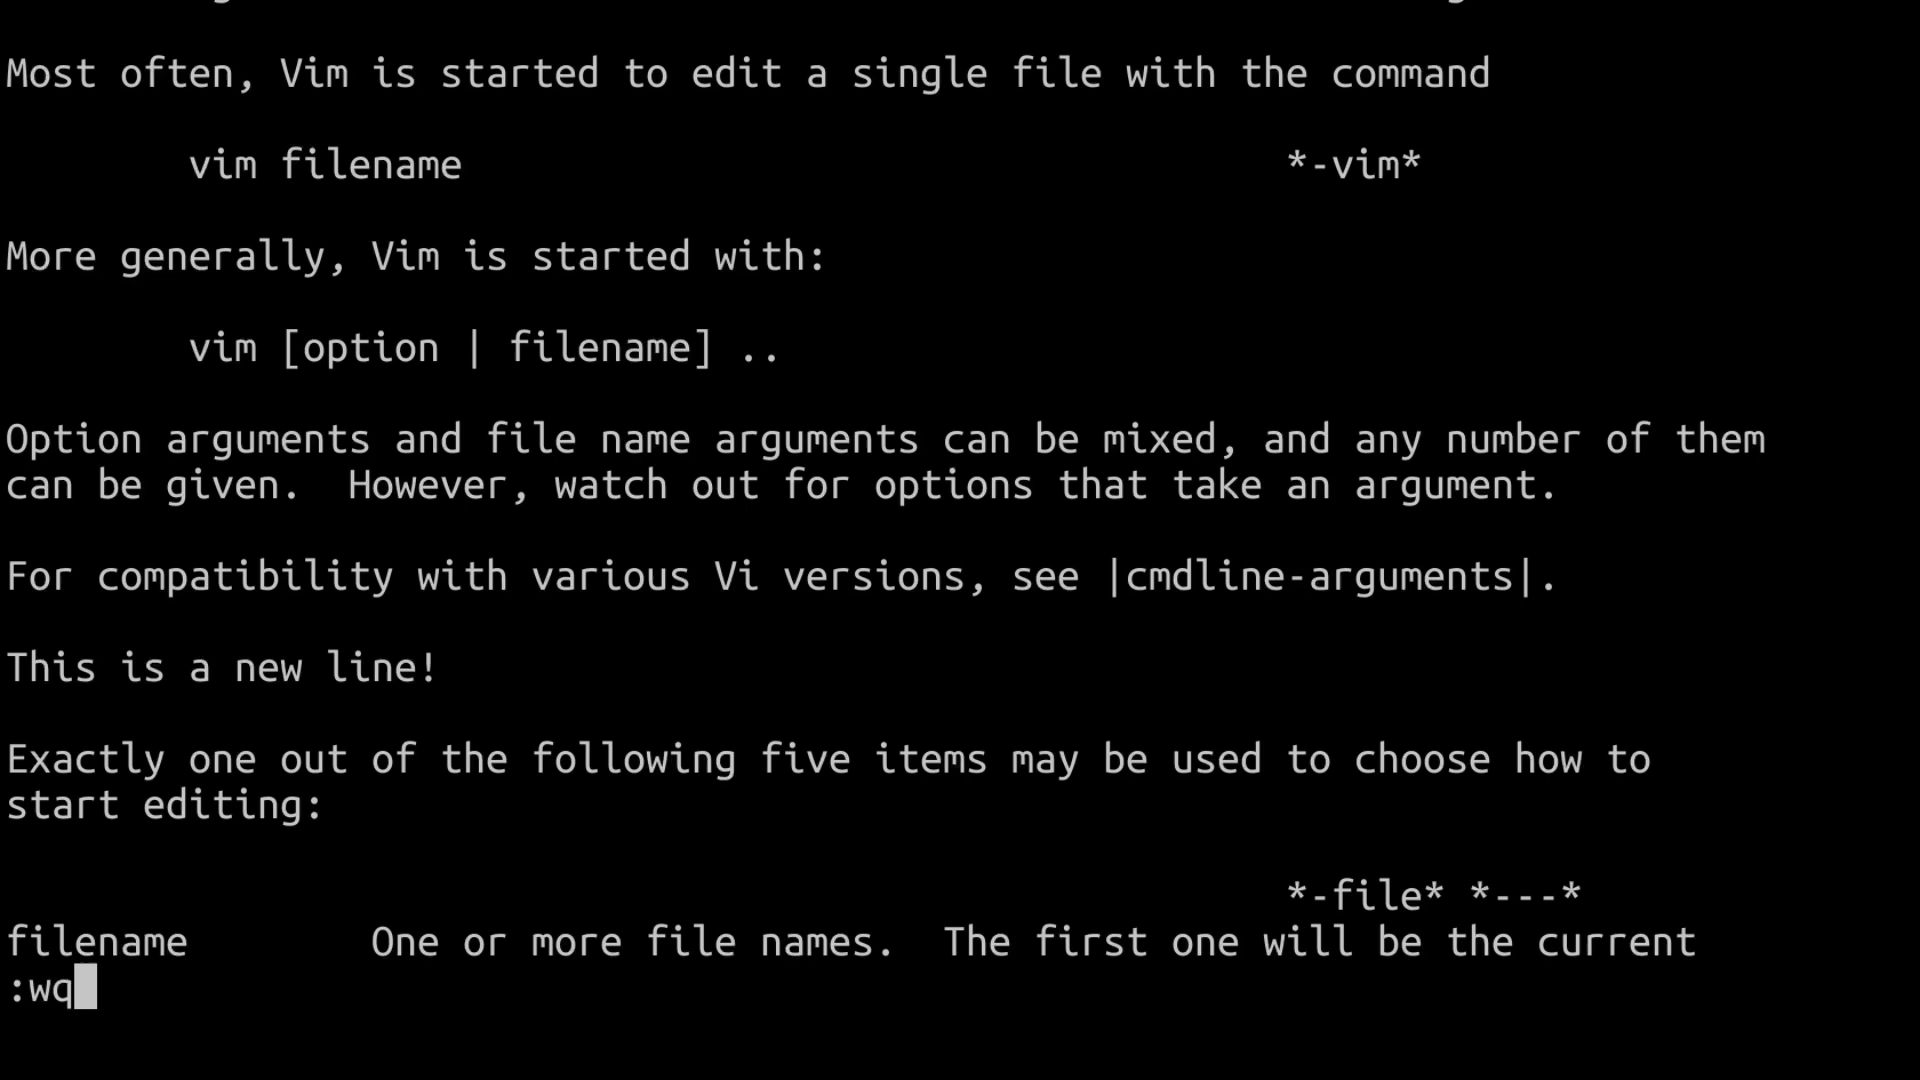 Most often, Vim is started to edit a single file with the command
vim filename *-vim*
More generally, Vim is started with:
vim [option | filename] ..
Option arguments and file name arguments can be mixed, and any number of them
can be given.  However, watch out for options that take an argument.
For compatibility with various Vi versions, see |cmdline-arguments|.
This is a new line!
Exactly one out of the following five items may be used to choose how to
start editing:
*-file* *---*
filename One or more file names.  The first one will be the current
:wq